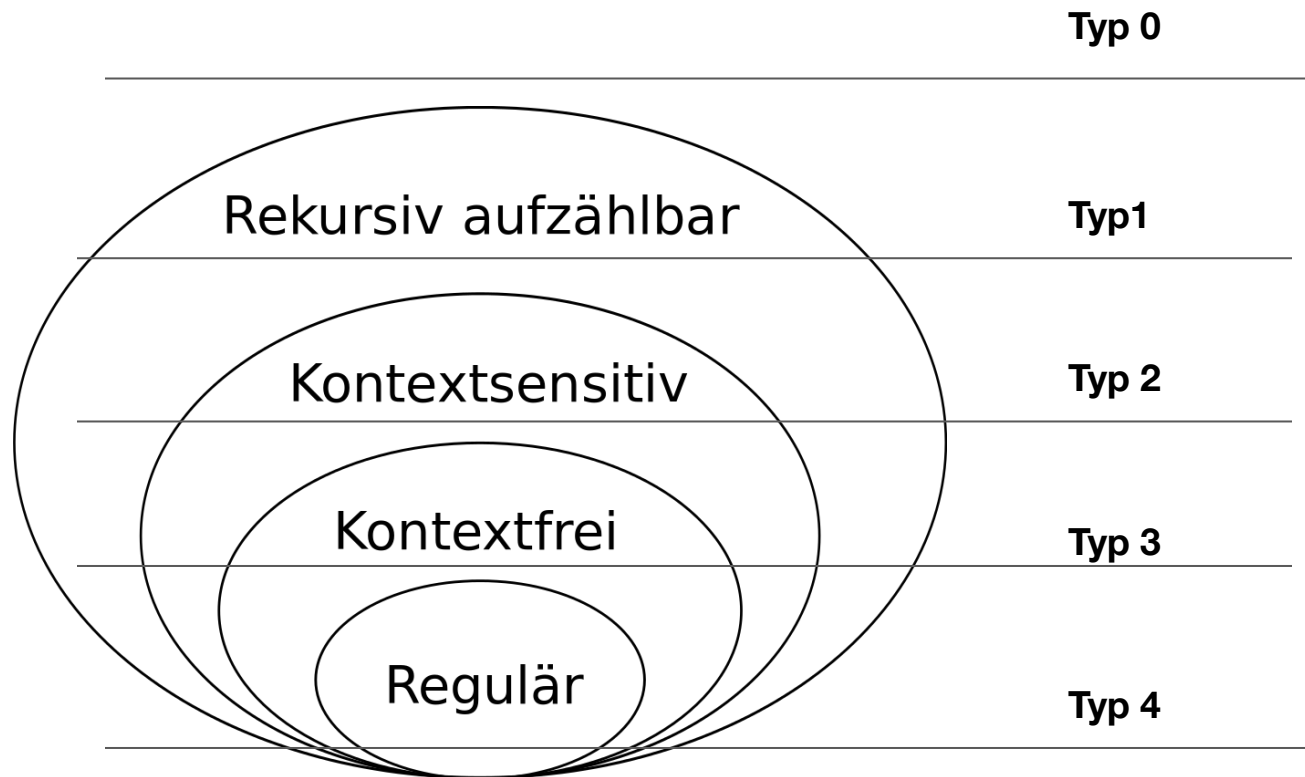 Typ 0
Rekursiv aufzählbar
Typ1
Kontextsensitiv
Typ 2
Kontextfrei
Typ 3
Regulär
Typ 4